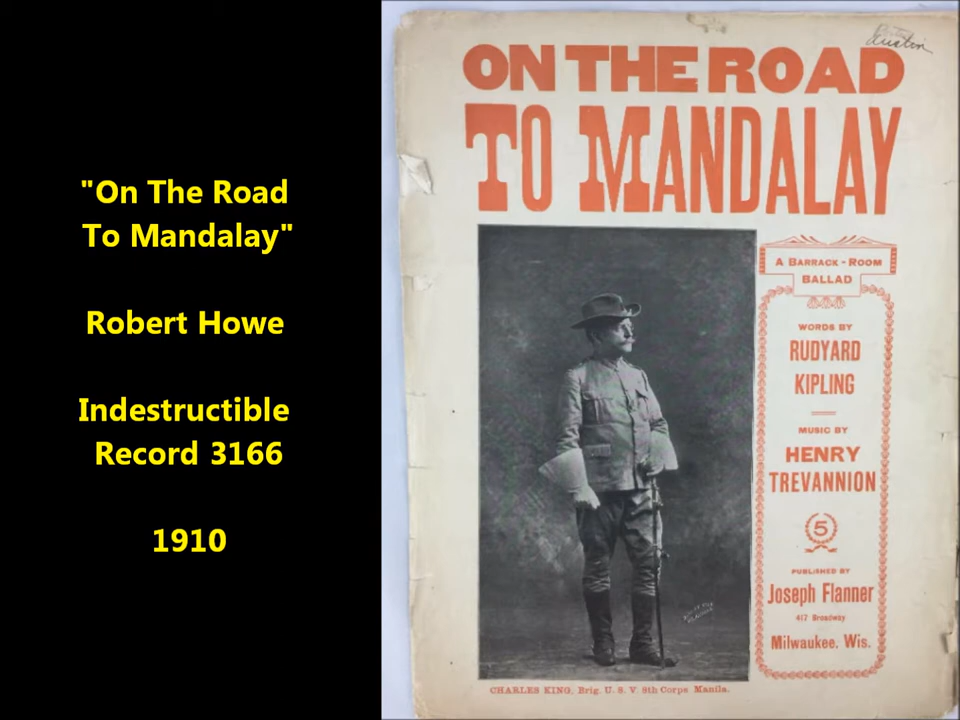 "On The Road
To Mandalay"
Robert Howe
Indestructible
Record 3166
1910
Austin
ON THE ROAD
TO MANDALAY
A BARRACK-ROOM
BALLAD
WORDS BY
RUDYARD
KIPLING
MUSIC BY
HENRY
TREVANNION
5
PUBLISHED BY
Joseph Flanner
417 Broadway
Milwaukee. Wis.
CHARLES KING, Brig. U. S. V. 8th Corps Manila.